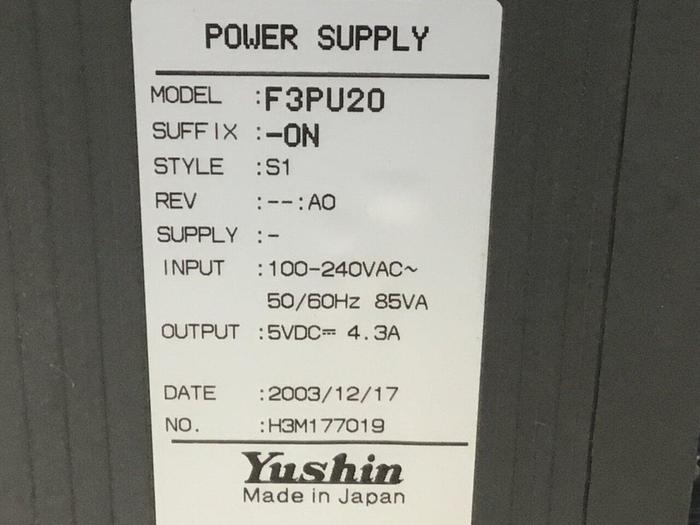 POWER SUPPLY
MODEL :F3PU20
SUFFIX :-0N
STYLE :S1
REV :--:A0
SUPPLY :-
INPUT :100-240VAC~
50/60Hz 85VA
OUTPUT :5VDC⎓ 4.3A
DATE :2003/12/17
NO. :H3M177019
Yushin
Made in Japan